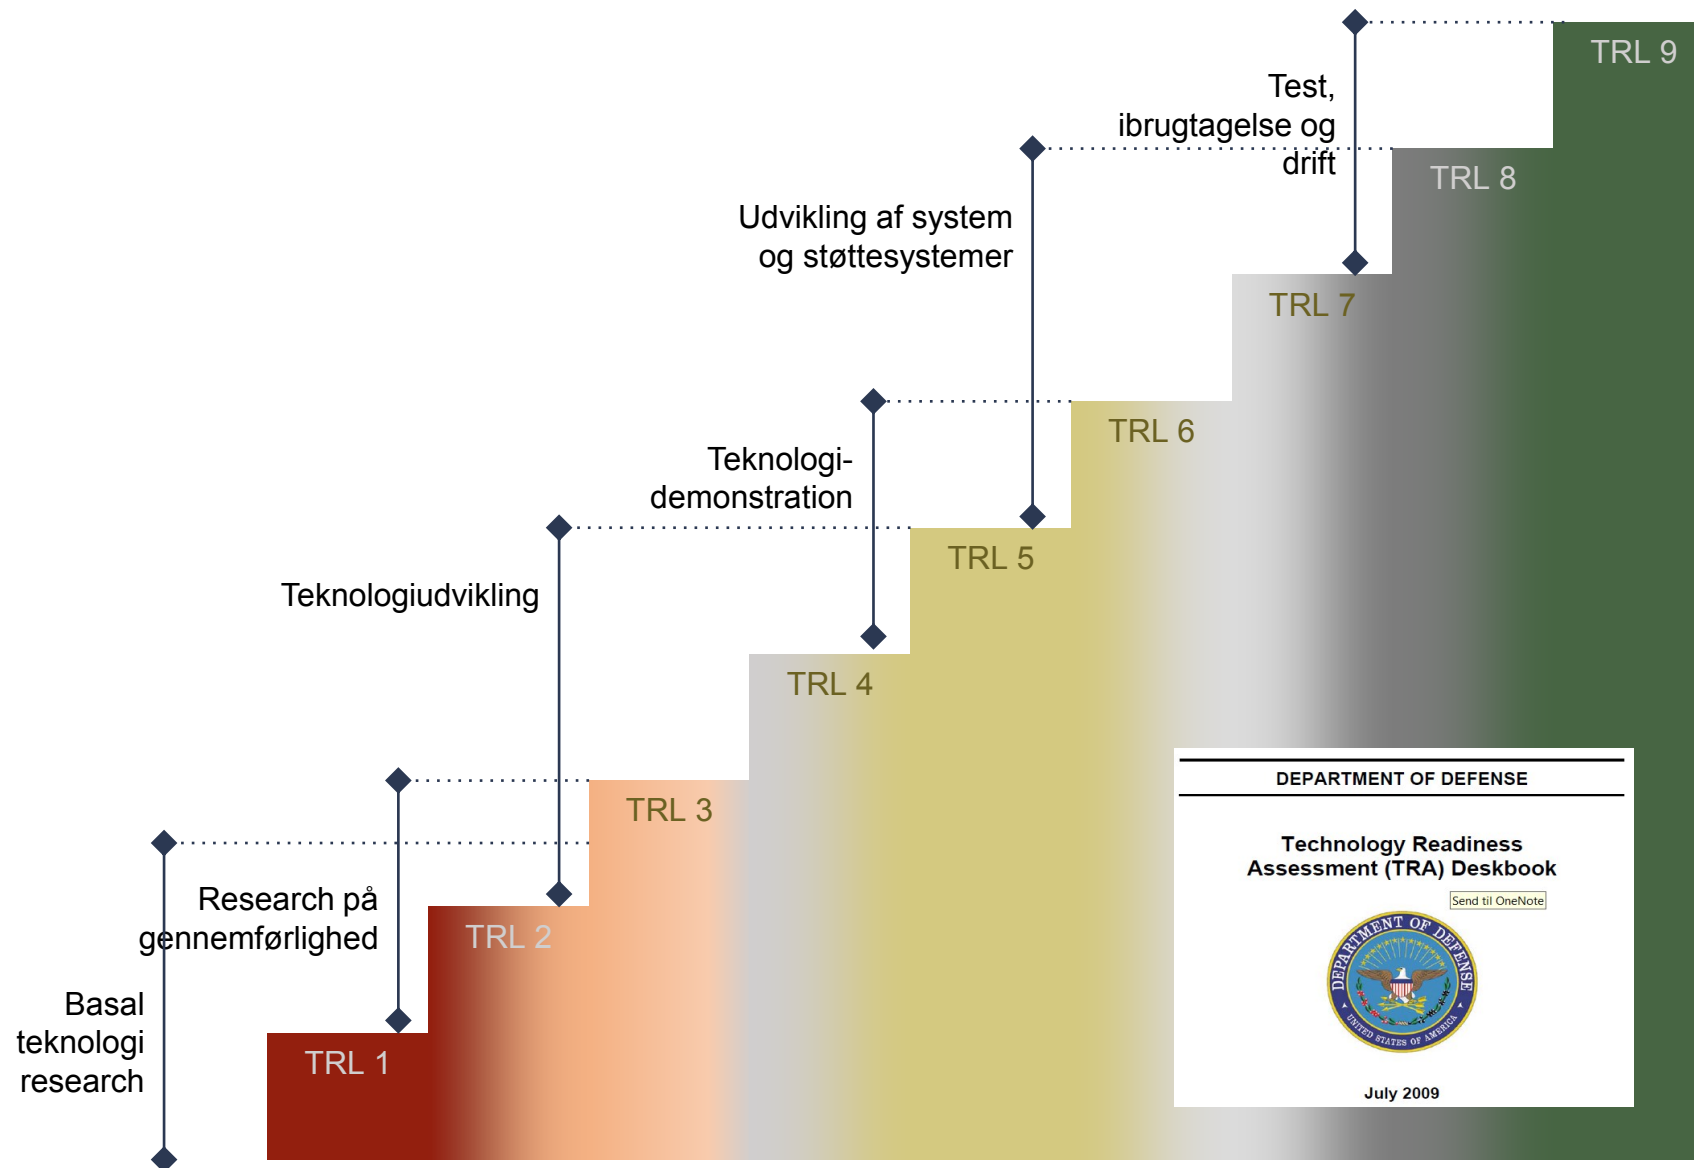 TRL 9
Test,
ibrugtagelse og
drift
TRL 8
Udvikling af system
og støttesystemer
TRL 7
TRL 6
Teknologi-
demonstration
TRL 5
Teknologiudvikling
TRL 4
TRL 3
Research på
gennemførlighed
TRL 2
Basal
teknologi
research
TRL 1
DEPARTMENT OF DEFENSE
Technology Readiness
Assessment (TRA) Deskbook
Send til OneNote
DEPARTMENT OF DEFENSE
UNITED STATES OF AMERICA
July 2009